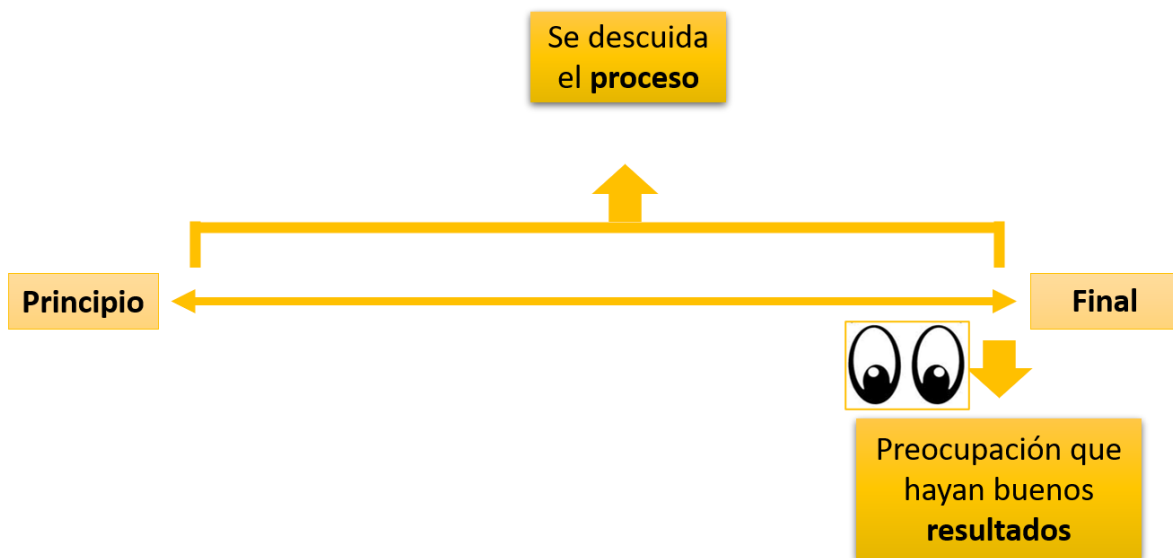 Se descuida
el proceso
Principio
Final
Preocupación que
hayan buenos
resultados